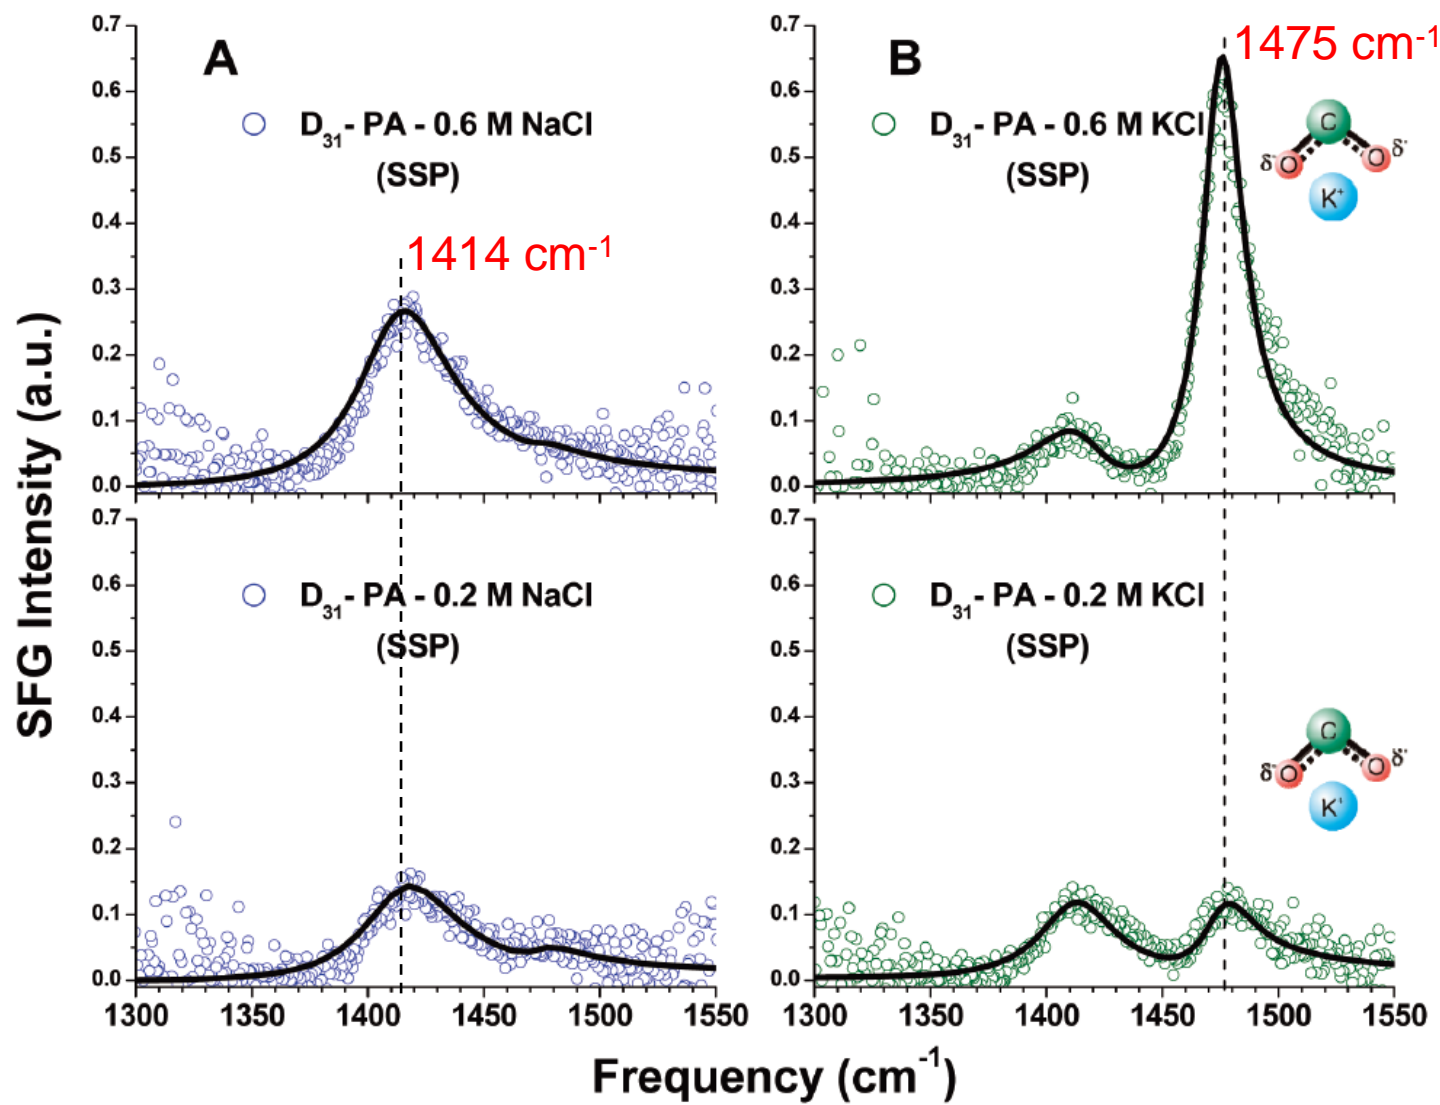 SFG Intensity (a.u.)
A
D31- PA - 0.6 M NaCl
(SSP)
1414 cm-1
0.7
0.6
0.5
0.4
0.3
0.2
0.1
0.0
B
1475 cm-1
D31- PA - 0.6 M KCl
(SSP)
C
δ- O O δ-
K+
0.7
0.6
0.5
0.4
0.3
0.2
0.1
0.0
D31- PA - 0.2 M NaCl
(SSP)
0.7
0.6
0.5
0.4
0.3
0.2
0.1
0.0
1300 1350 1400 1450 1500 1550
D31- PA - 0.2 M KCl
(SSP)
C
δ- O O δ-
K+
0.7
0.6
0.5
0.4
0.3
0.2
0.1
0.0
1300 1350 1400 1450 1500 1550
Frequency (cm-1)